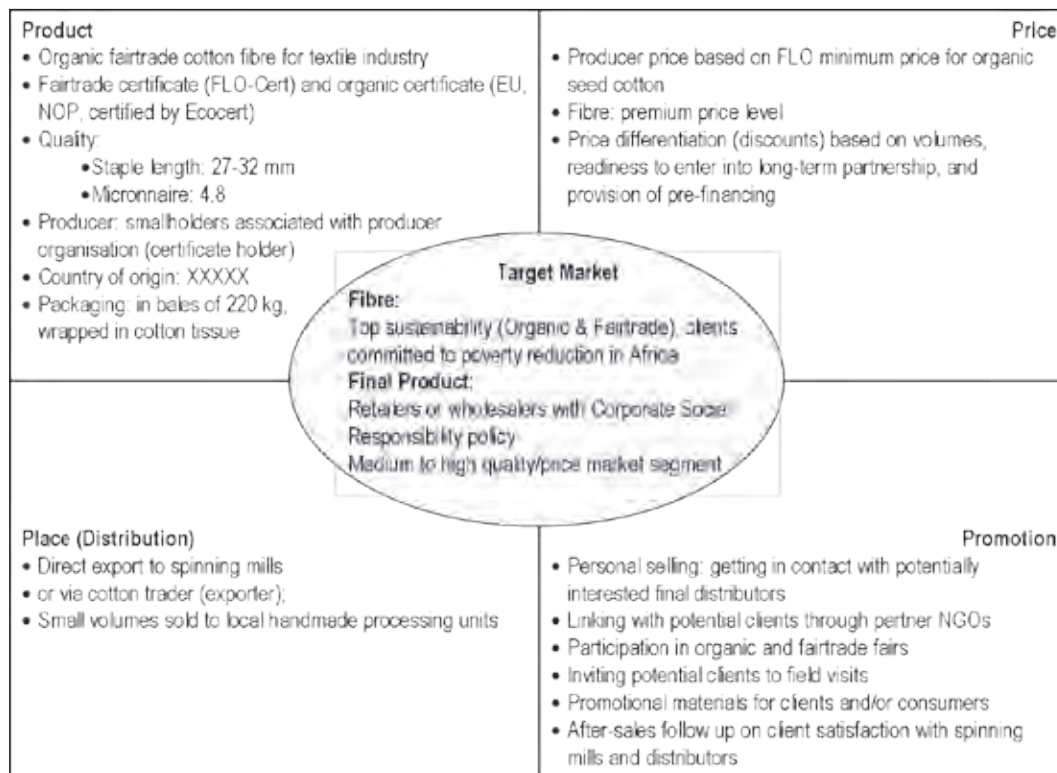 Product
• Organic fairtrade cotton fibre for textile industry
• Fairtrade certificate (FLO-Cert) and organic certificate (EU,
NOP, certified by Ecocert)
• Quality:
• Staple length: 27-32 mm
• Micronnaire: 4.8
• Producer: smallholders associated with producer
organisation (certificate holder)
• Country of origin: XXXXX
• Packaging: in bales of 220 kg,
wrapped in cotton tissue
Price
• Producer price based on FLO minimum price for organic
seed cotton
• Fibre: premium price level
• Price differentiation (discounts) based on volumes,
readiness to enter into long-term partnership, and
provision of pre-financing
Target Market
Fibre:
Top sustainability (Organic & Fairtrade), clients
committed to poverty reduction in Africa
Final Product:
Retailers or wholesalers with Corporate Social
Responsibility policy
Medium to high quality/price market segment
Place (Distribution)
• Direct export to spinning mills
• or via cotton trader (exporter);
• Small volumes sold to local handmade processing units
Promotion
• Personal selling: getting in contact with potentially
interested final distributors
• Linking with potential clients through partner NGOs
• Participation in organic and fairtrade fairs
• Inviting potential clients to field visits
• Promotional materials for clients and/or consumers
• After-sales follow up on client satisfaction with spinning
mills and distributors